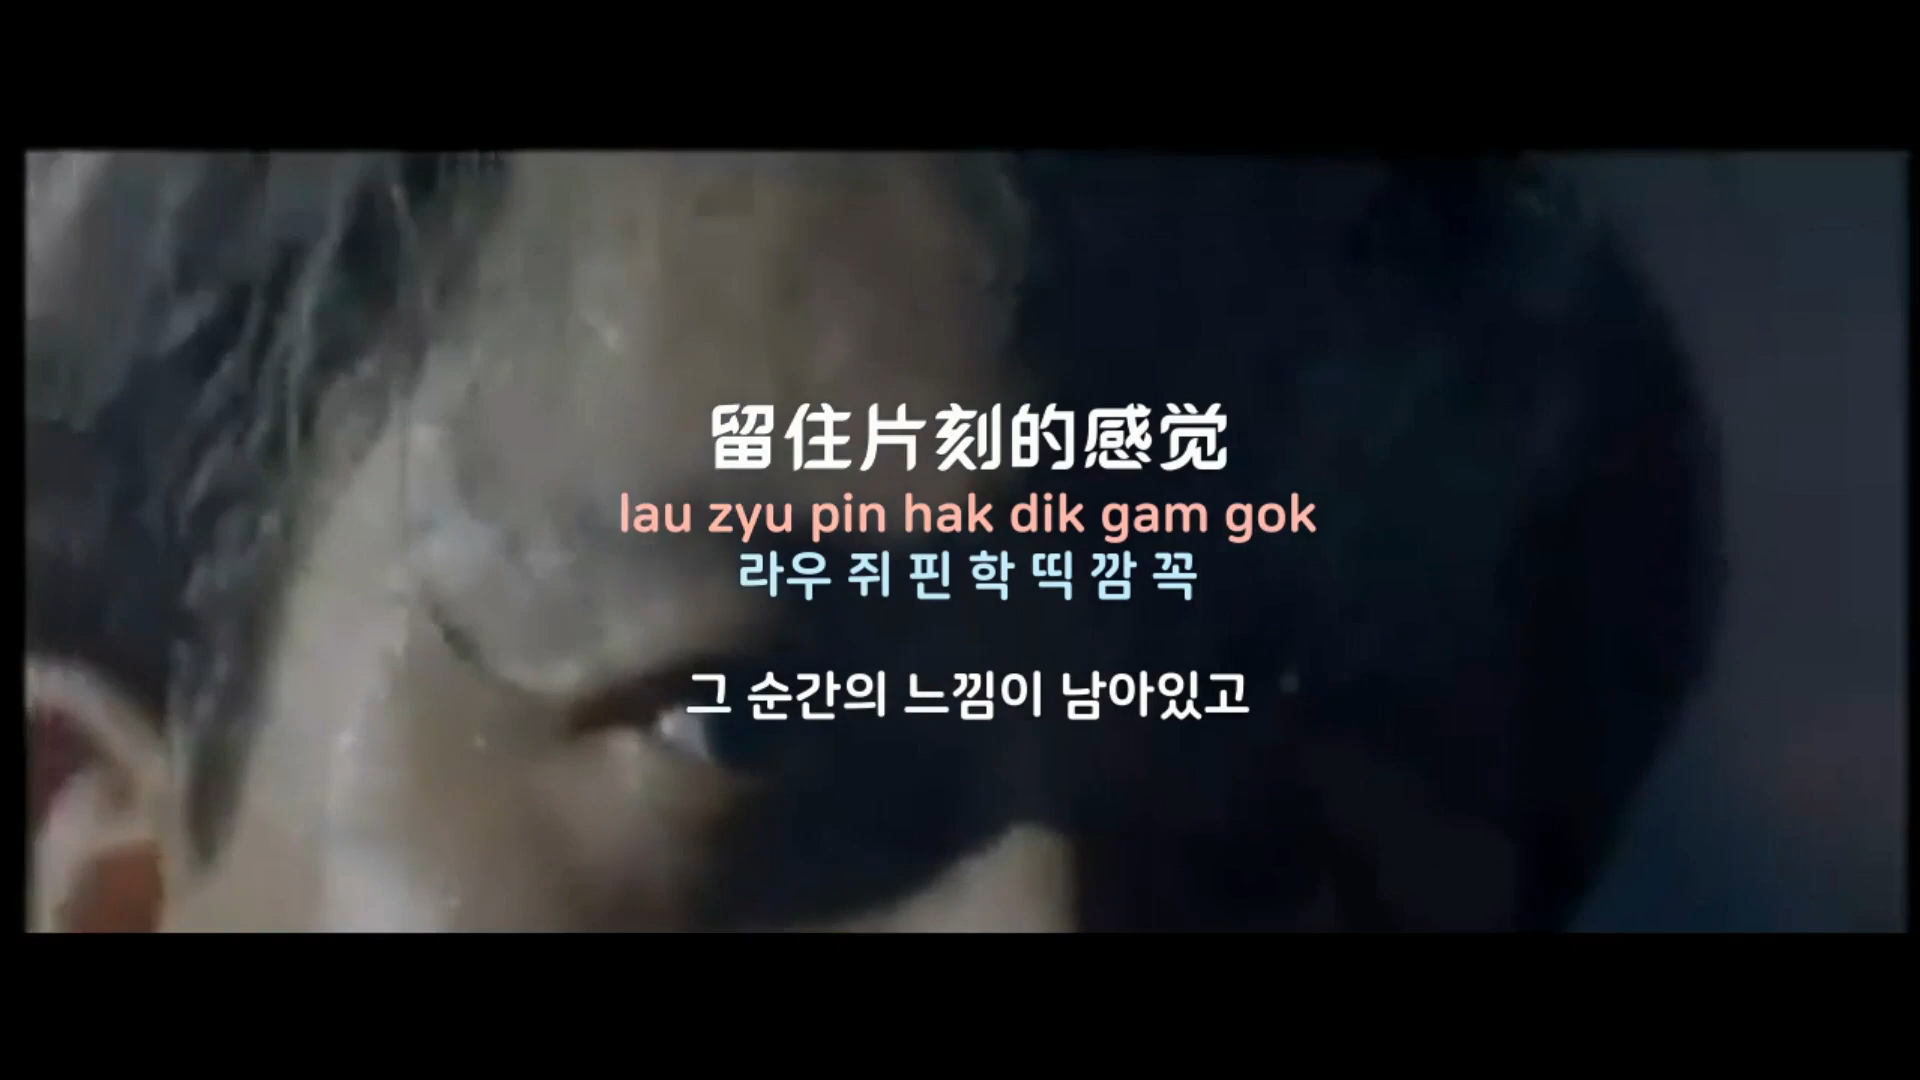 留住片刻的感觉
lau zyu pin hak dik gam gok
라우 쥐 핀 학 띡 깜 꼭
그 순간의 느낌이 남아있고